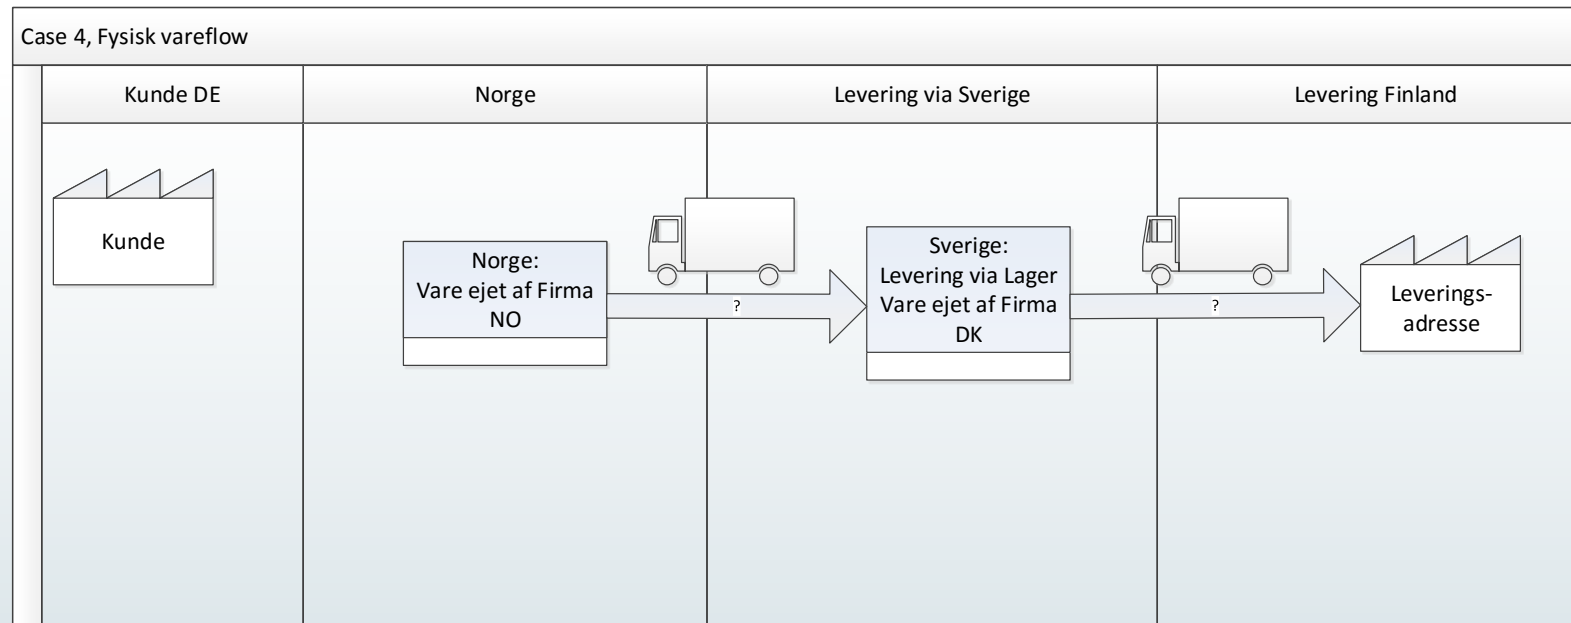 Case 4, Fysisk vareflow
Kunde DE
Norge
Levering via Sverige
Levering Finland
Kunde
Norge:
Vare ejet af Firma
NO
?
Sverige:
Levering via Lager
Vare ejet af Firma
DK
?
Leverings-
adresse